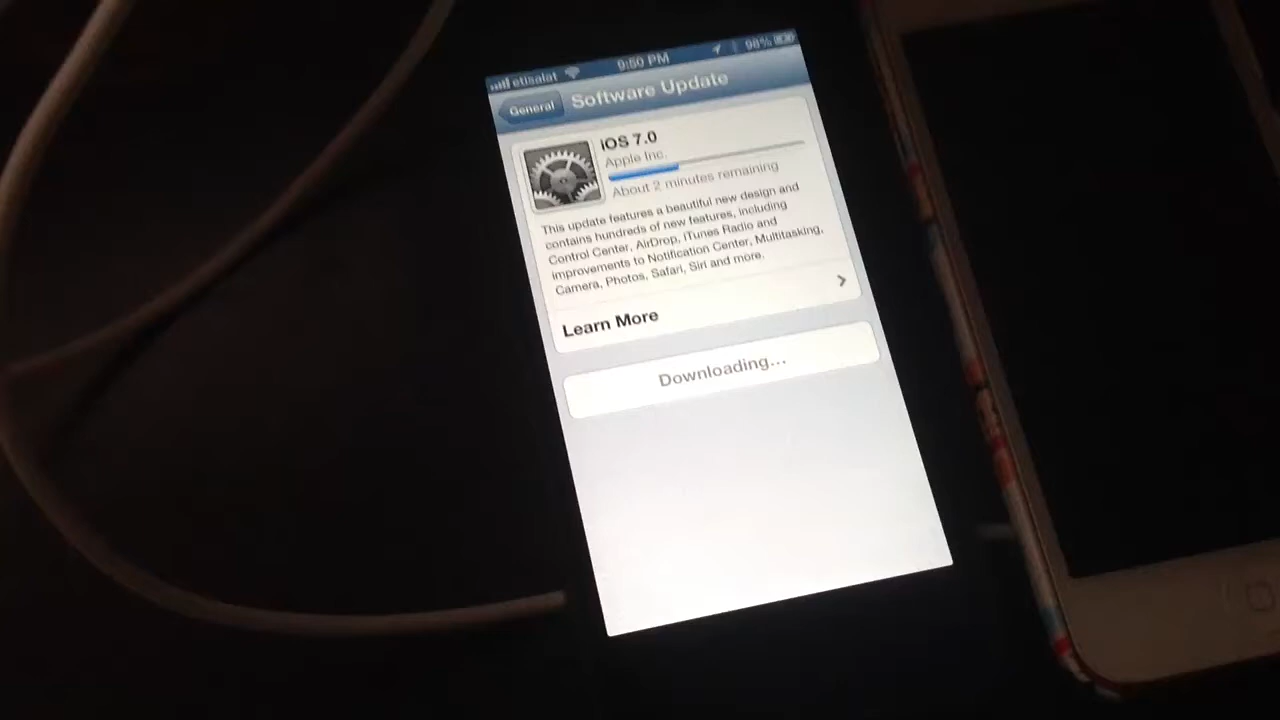 etisalat 9:50 PM 98%
General Software Update
iOS 7.0
Apple Inc.
About 2 minutes remaining
This update features a beautiful new design and
contains hundreds of new features, including
Control Center, AirDrop, iTunes Radio and
improvements to Notification Center, Multitasking,
Camera, Photos, Safari, Siri and more.
Learn More
Downloading...